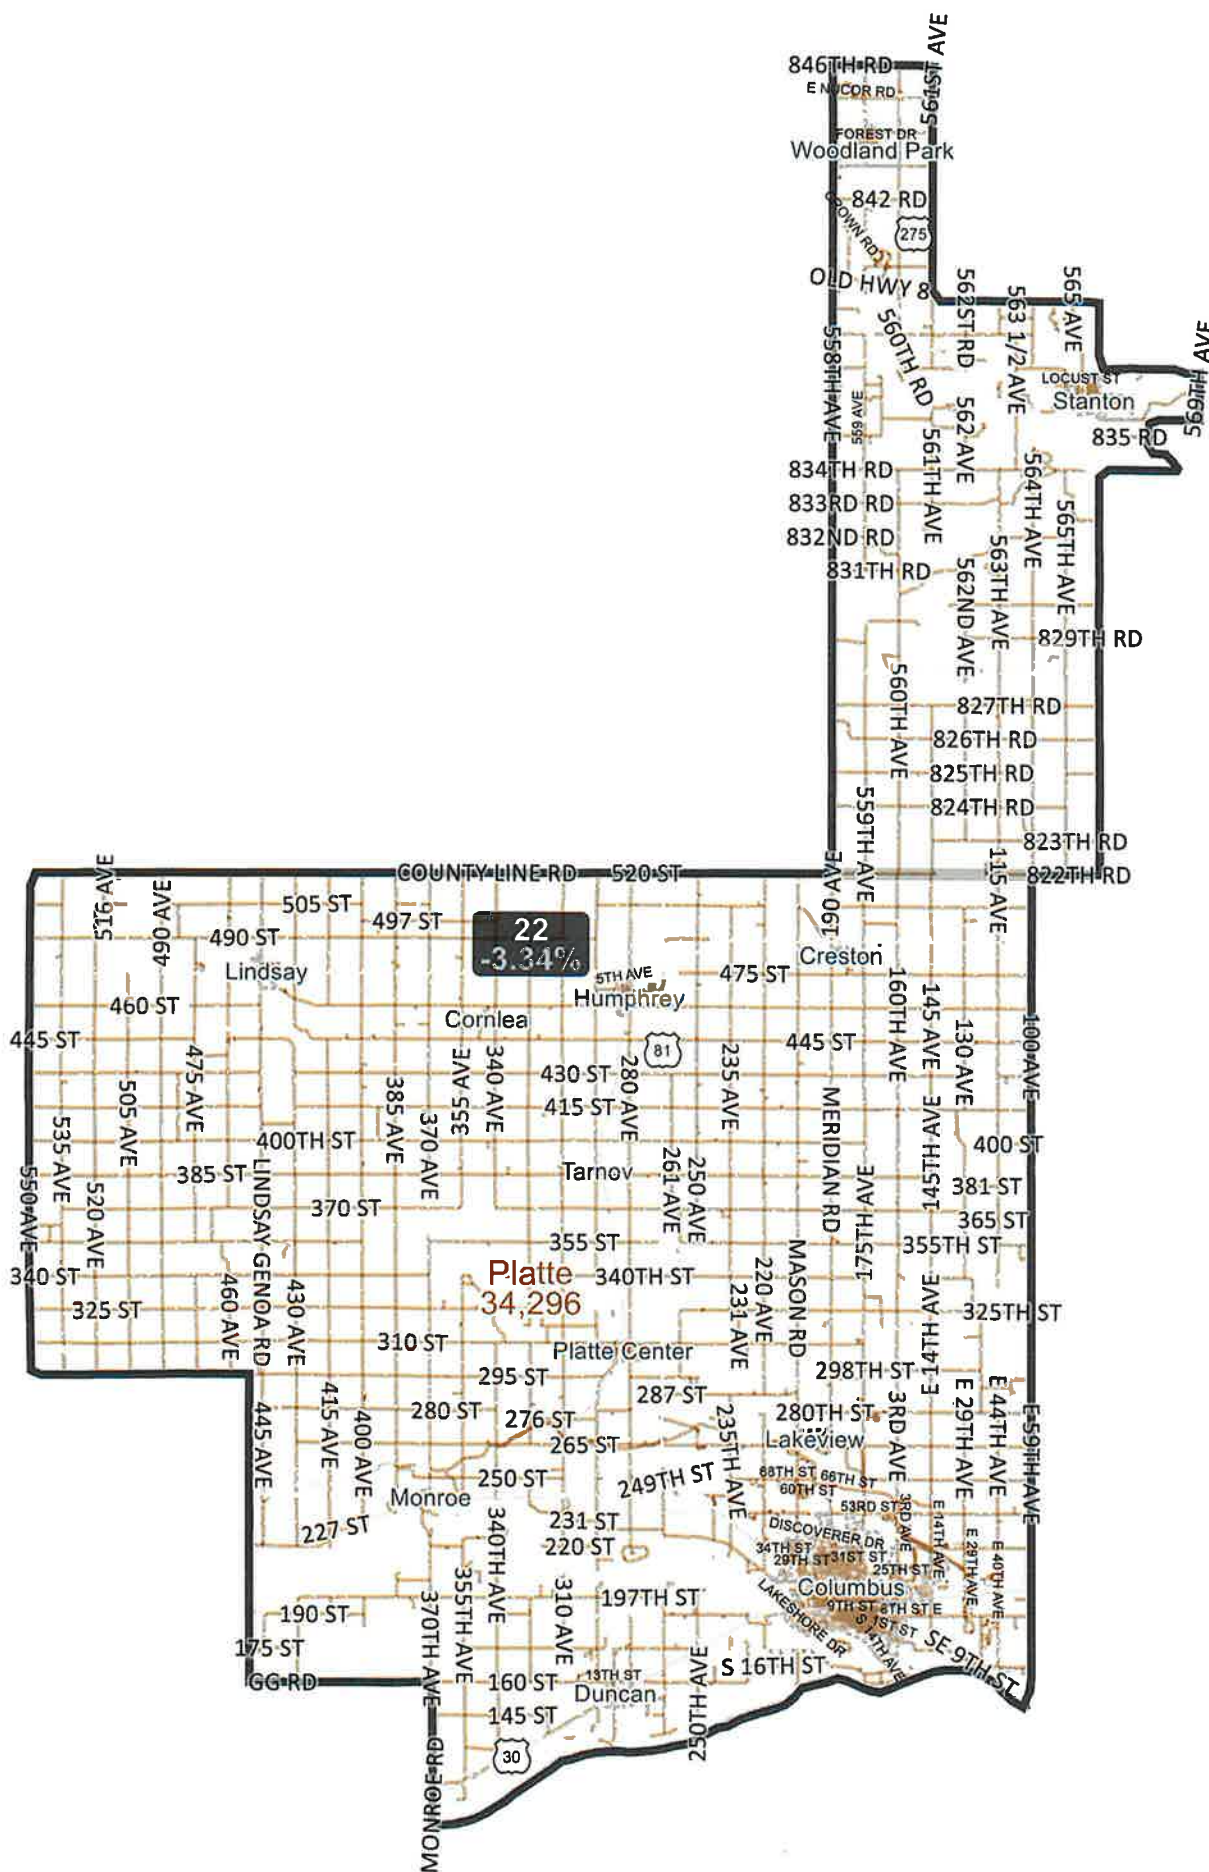 561ST AVE
846TH RD
E NUCOR RD
FOREST DR
Woodland Park
842 RD
275
OLD HWY 8
562ST RD
563 1/2 AVE
565 AVE
560TH RD
558TH AVE
569TH AVE
LOCUST ST
Stanton
559 AVE
562 AVE
561TH AVE
835 RD
834TH RD
564TH AVE
833RD RD
565TH AVE
832ND RD
563TH AVE
831TH RD
562ND AVE
829TH RD
560TH AVE
827TH RD
826TH RD
825TH RD
559TH AVE
824TH RD
823TH RD
115 AVE
COUNTY LINE RD
520 ST
822TH RD
190 AVE
516 AVE
490 AVE
505 ST
497 ST
22
-3.34%
490 ST
Lindsay
Creston
5TH AVE
475 ST
Humphrey
160TH AVE
145 AVE
460 ST
Cornlea
130 AVE
100 AVE
445 ST
81
445 ST
475 AVE
355 AVE
340 AVE
430 ST
280 AVE
235 AVE
505 AVE
385 AVE
415 ST
MERIDIAN RD
145TH AVE
535 AVE
370 AVE
400TH ST
400 ST
385 ST
LINDSAY GENOA RD
Tarnov
261 AVE
250 AVE
175TH AVE
381 ST
550 AVE
520 AVE
370 ST
365 ST
355 ST
MASON RD
355TH ST
340 ST
460 AVE
430 AVE
Platte
34,296
340TH ST
220 AVE
231 AVE
E 14TH AVE
325 ST
325TH ST
310 ST
Platte Center
298TH ST
295 ST
287 ST
3RD AVE
E 29TH AVE
E 44TH AVE
E 59TH AVE
445 AVE
415 AVE
400 AVE
280 ST
276 ST
235TH AVE
280TH ST
265 ST
Lakeview
250 ST
249TH ST
68TH ST
66TH ST
60TH ST
Monroe
340TH AVE
53RD ST
3RD AVE
E 14TH AVE
227 ST
231 ST
DISCOVERER DR
E 29TH AVE
E 40TH AVE
220 ST
34TH ST
29TH ST
31ST ST
25TH ST
Columbus
370TH AVE
355TH AVE
310 AVE
197TH ST
LAKESHORE DR
9TH ST
8TH ST E
190 ST
1ST ST
S 14TH AVE
SE 9TH ST
175 ST
250TH AVE
S 16TH ST
GG RD
160 ST
13TH ST
Duncan
145 ST
MONROE RD
30